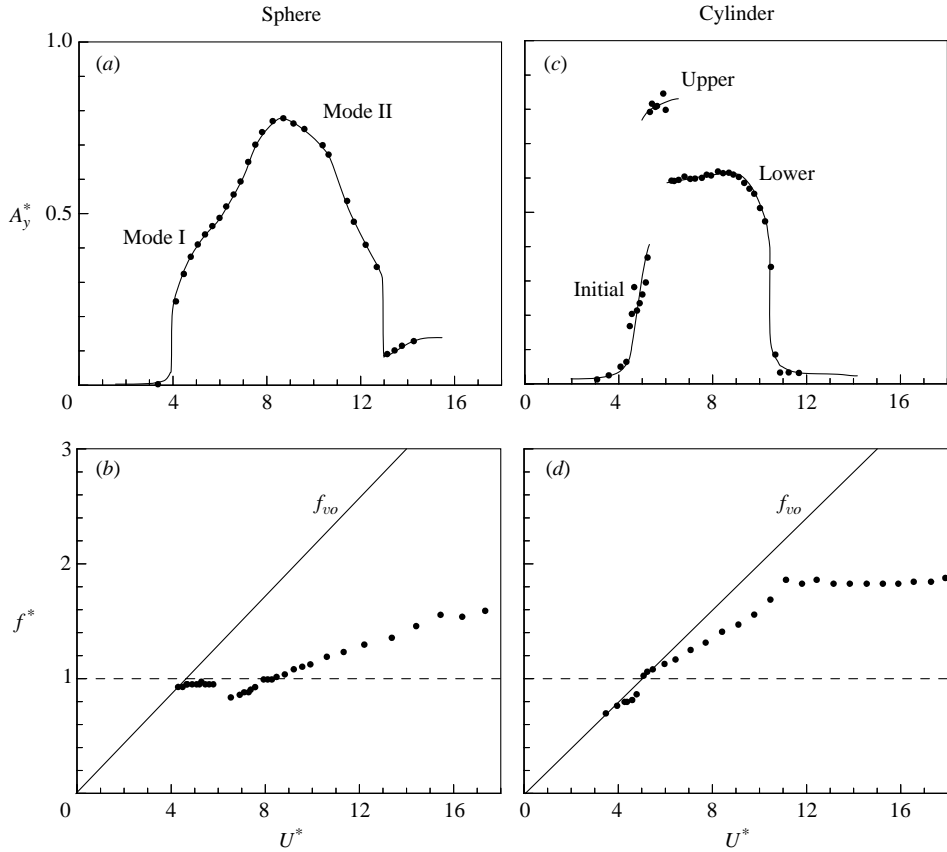 Sphere
Cylinder
1.0
(a)
(c)
Upper
Mode II
Lower
0.5
A*y
Mode I
Initial
0 4 8 12 16
0 4 8 12 16
3
(b)
(d)
fvo
fvo
2
f*
1
0 4 8 12 16
0 4 8 12 16
U*
U*